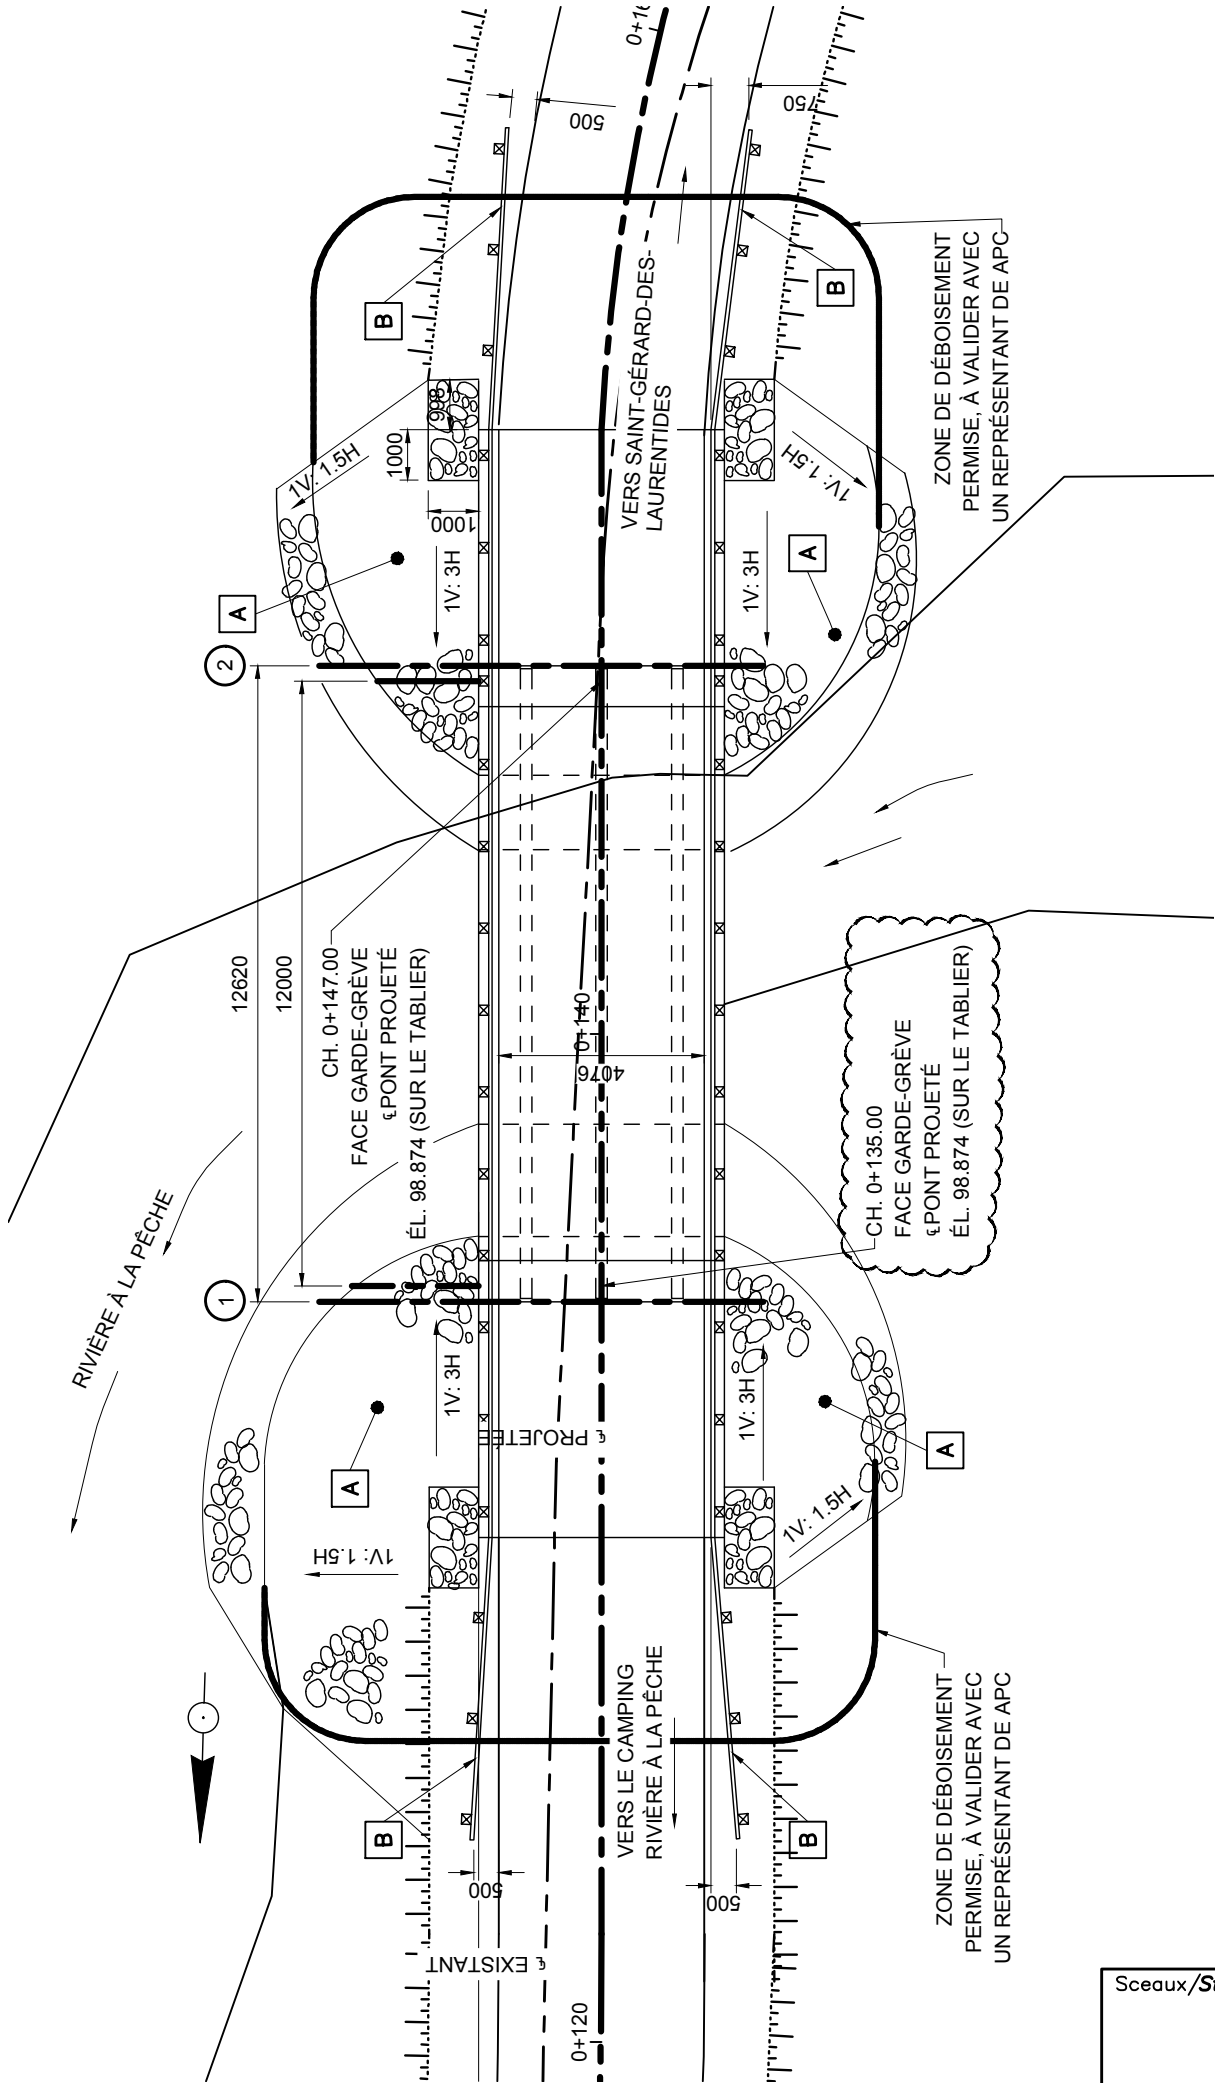 0+16
500
750
B
B
ZONE DE DÉBOISEMENT
PERMISE, À VALIDER AVEC
UN REPRÉSENTANT DE APC
VERS SAINT-GÉRARD-DES-
LAURENTIDES
1V: 1.5H
1000
998
1000
1V: 1.5H
A
1V: 3H
1V: 3H
A
2
12620
12000
CH. 0+147.00
FACE GARDE-GRÈVE
℄PONT PROJETÉ
ÉL. 98.874 (SUR LE TABLIER)
0+140
4076
CH. 0+135.00
FACE GARDE-GRÈVE
℄PONT PROJETÉ
ÉL. 98.874 (SUR LE TABLIER)
RIVIÈRE À LA PÊCHE
1
1V: 3H
1V: 3H
℄ PROJETÉE
A
A
1V: 1.5H
1V: 1.5H
VERS LE CAMPING
RIVIÈRE À LA PÊCHE
B
B
500
500
ZONE DE DÉBOISEMENT
PERMISE, À VALIDER AVEC
UN REPRÉSENTANT DE APC
℄ EXISTANT
0+120
Sceaux/S